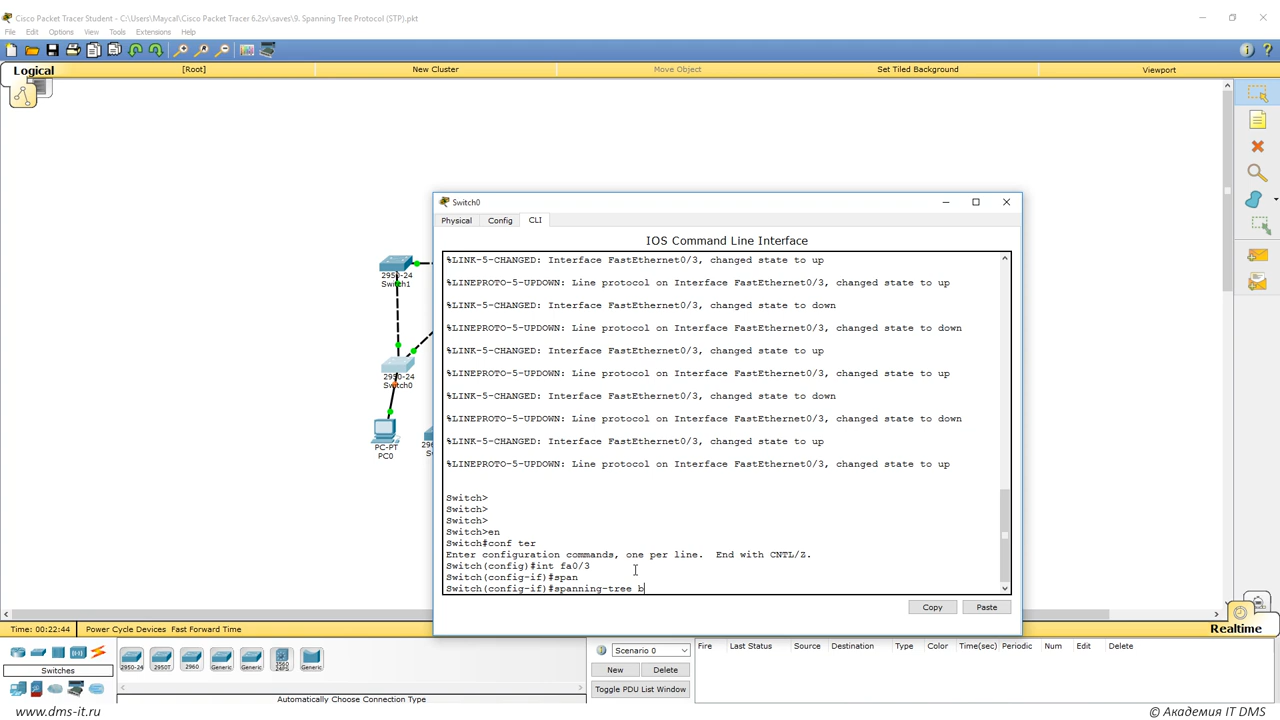 Cisco Packet Tracer Student - C:\Users\Maycal\Cisco Packet Tracer 6.2sv\saves\9. Spanning Tree Protocol (STP).pkt
File Edit Options View Tools Extensions Help
Logical
[Root]
New Cluster
Move Object
Set Tiled Background
Viewport
Switch0
Physical Config CLI
IOS Command Line Interface
%LINK-5-CHANGED: Interface FastEthernet0/3, changed state to up
%LINEPROTO-5-UPDOWN: Line protocol on Interface FastEthernet0/3, changed state to up
%LINK-5-CHANGED: Interface FastEthernet0/3, changed state to down
%LINEPROTO-5-UPDOWN: Line protocol on Interface FastEthernet0/3, changed state to down
%LINK-5-CHANGED: Interface FastEthernet0/3, changed state to up
%LINEPROTO-5-UPDOWN: Line protocol on Interface FastEthernet0/3, changed state to up
%LINK-5-CHANGED: Interface FastEthernet0/3, changed state to down
%LINEPROTO-5-UPDOWN: Line protocol on Interface FastEthernet0/3, changed state to down
%LINK-5-CHANGED: Interface FastEthernet0/3, changed state to up
%LINEPROTO-5-UPDOWN: Line protocol on Interface FastEthernet0/3, changed state to up
Switch>
Switch>
Switch>
Switch>en
Switch#conf ter
Enter configuration commands, one per line. End with CNTL/Z.
Switch(config)#int fa0/3
Switch(config-if)#span
Switch(config-if)#spanning-tree b
Copy
Paste
2950-24
Switch1
2950-24
Switch0
PC-PT
PC0
Time: 00:22:44 Power Cycle Devices Fast Forward Time
Realtime
Switches
2950-24 2950T 2960 Generic Generic 3560 24PS Generic
Automatically Choose Connection Type
Scenario 0
New Delete
Toggle PDU List Window
Fire Last Status Source Destination Type Color Time(sec) Periodic Num Edit Delete
www.dms-it.ru
© Академия IT DMS